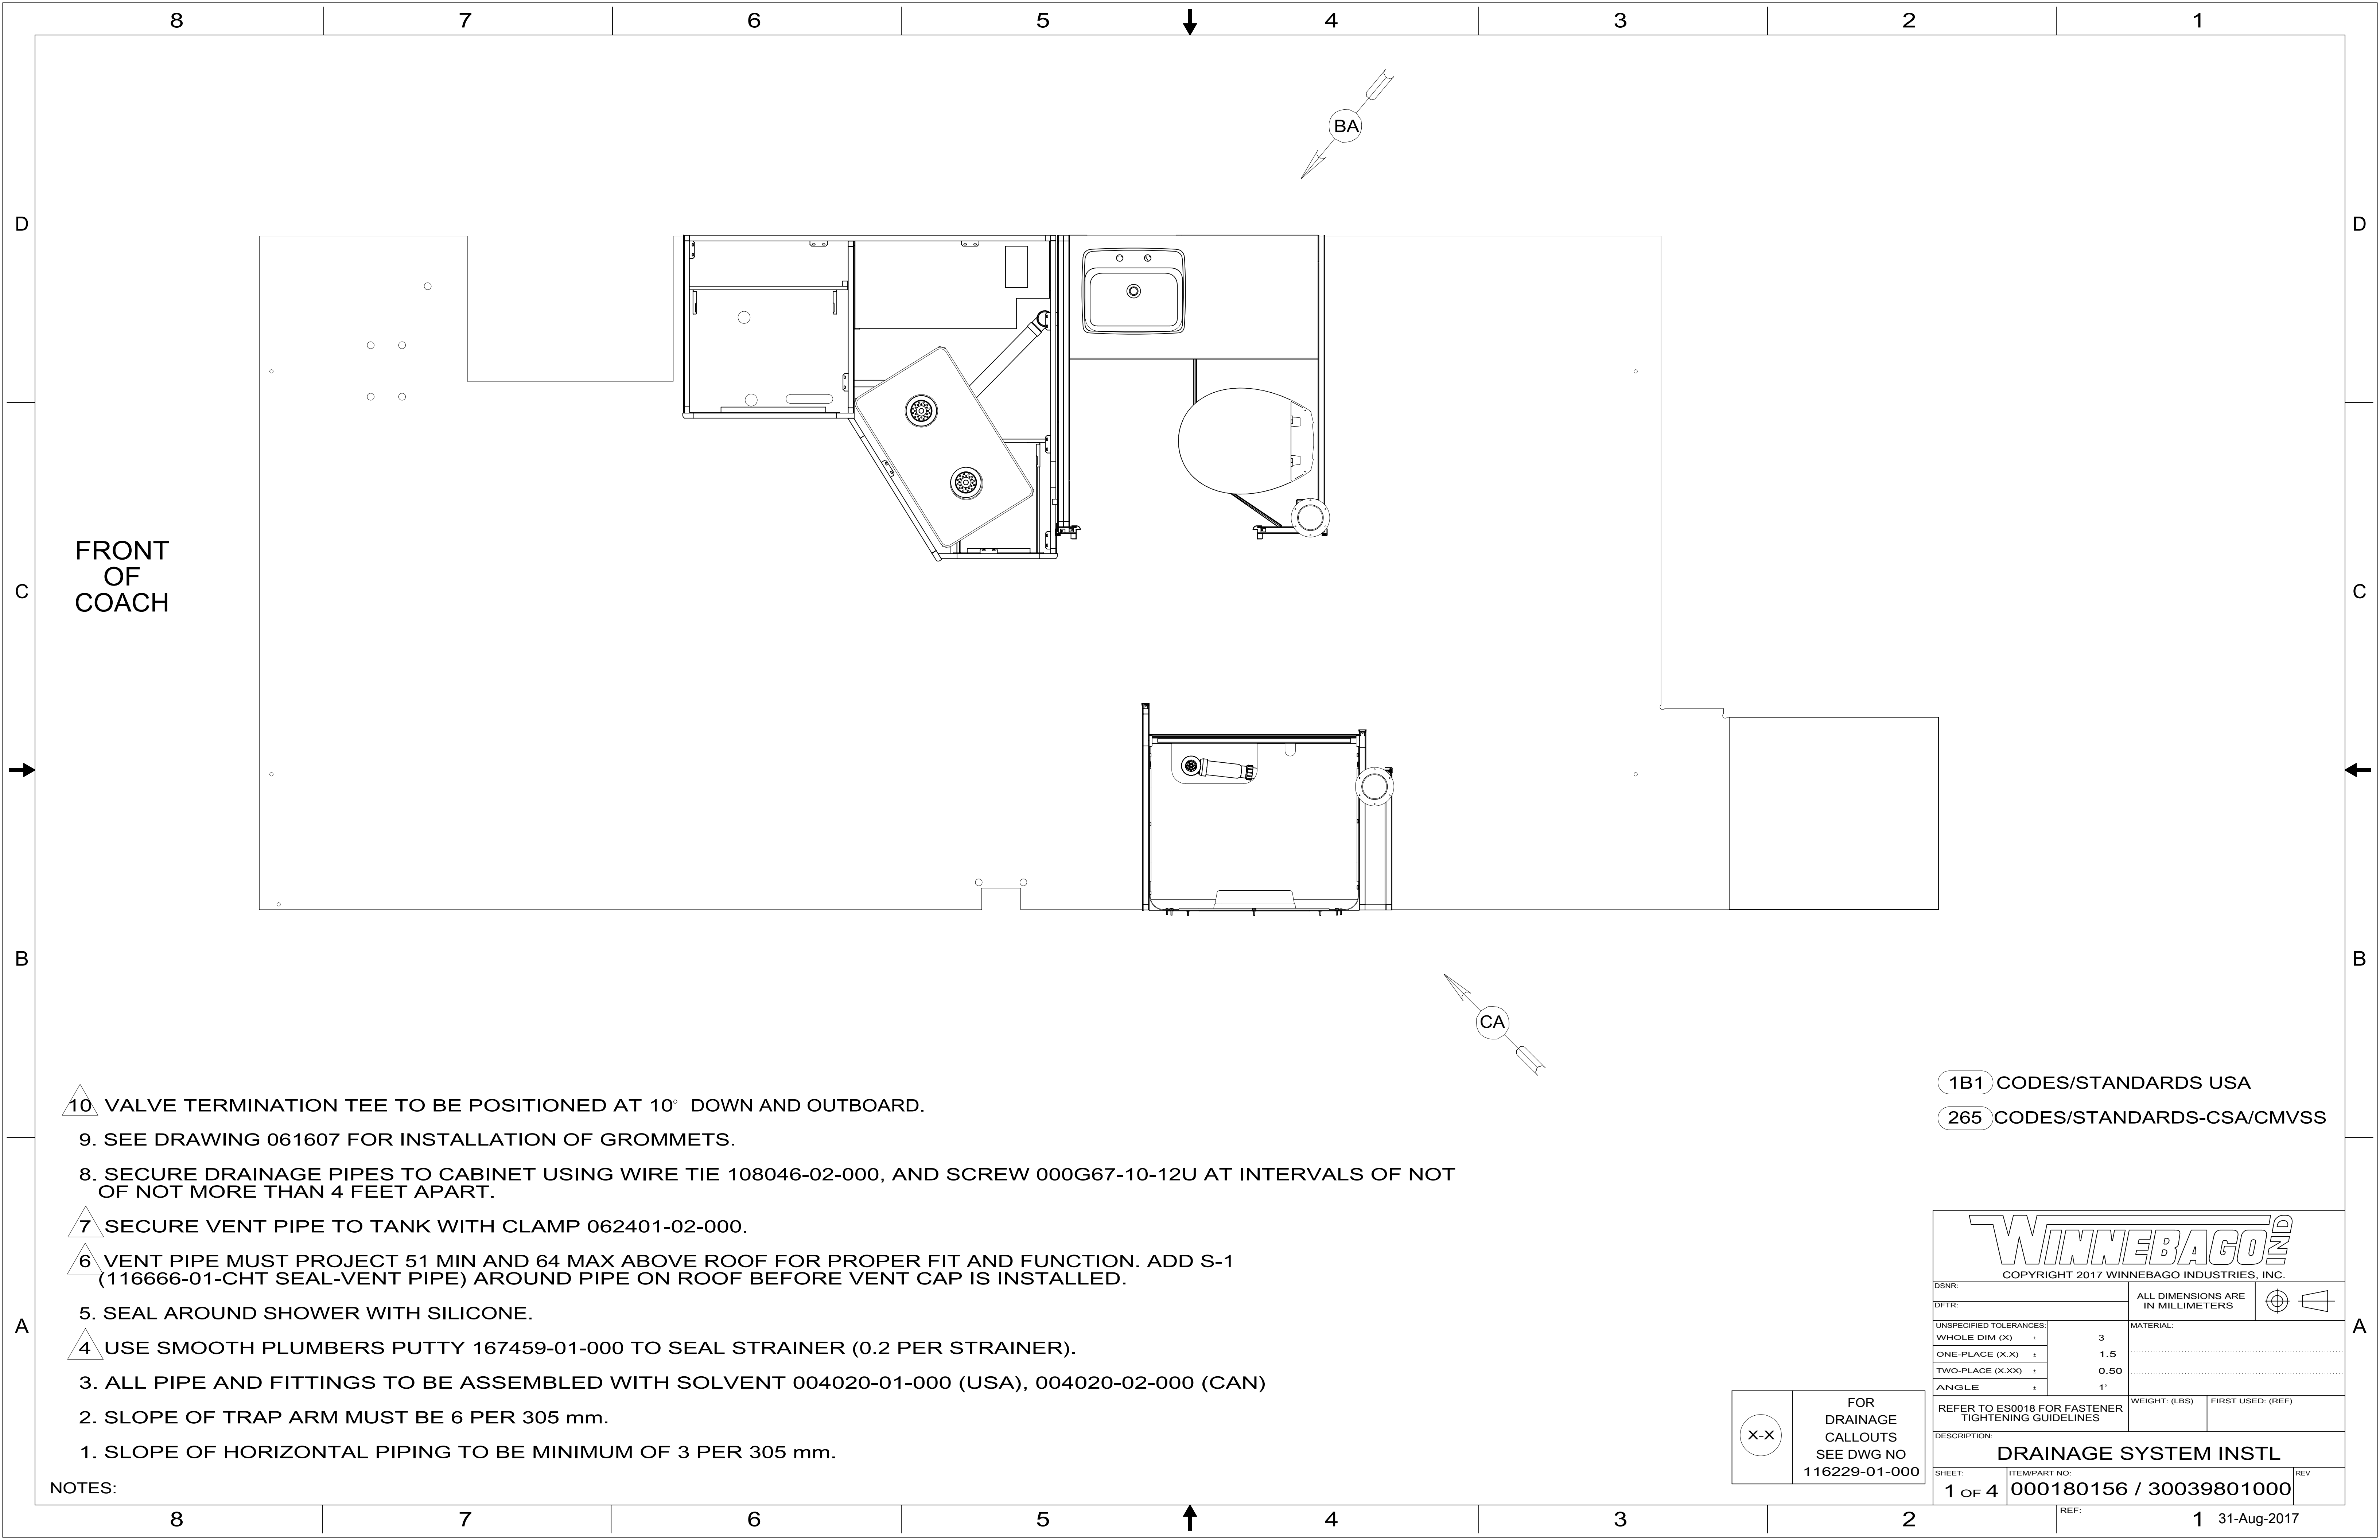 8 7 6 5 4 3 2 1
BA
D D
FRONT
OF
COACH
C C
B B
CA
1B1 CODES/STANDARDS USA
265 CODES/STANDARDS-CSA/CMVSS
10 VALVE TERMINATION TEE TO BE POSITIONED AT 10° DOWN AND OUTBOARD.
9. SEE DRAWING 061607 FOR INSTALLATION OF GROMMETS.
8. SECURE DRAINAGE PIPES TO CABINET USING WIRE TIE 108046-02-000, AND SCREW 000G67-10-12U AT INTERVALS OF NOT
OF NOT MORE THAN 4 FEET APART.
7 SECURE VENT PIPE TO TANK WITH CLAMP 062401-02-000.
6 VENT PIPE MUST PROJECT 51 MIN AND 64 MAX ABOVE ROOF FOR PROPER FIT AND FUNCTION. ADD S-1
(116666-01-CHT SEAL-VENT PIPE) AROUND PIPE ON ROOF BEFORE VENT CAP IS INSTALLED.
5. SEAL AROUND SHOWER WITH SILICONE.
4 USE SMOOTH PLUMBERS PUTTY 167459-01-000 TO SEAL STRAINER (0.2 PER STRAINER).
3. ALL PIPE AND FITTINGS TO BE ASSEMBLED WITH SOLVENT 004020-01-000 (USA), 004020-02-000 (CAN)
2. SLOPE OF TRAP ARM MUST BE 6 PER 305 mm.
1. SLOPE OF HORIZONTAL PIPING TO BE MINIMUM OF 3 PER 305 mm.
NOTES:
A A
X-X
FOR
DRAINAGE
CALLOUTS
SEE DWG NO
116229-01-000
WINNEBAGO IND
COPYRIGHT 2017 WINNEBAGO INDUSTRIES, INC.
DSNR:
DFTR:
ALL DIMENSIONS ARE
IN MILLIMETERS
UNSPECIFIED TOLERANCES:
WHOLE DIM (X) ± 3
ONE-PLACE (X.X) ± 1.5
TWO-PLACE (X.XX) ± 0.50
ANGLE ± 1°
MATERIAL:
REFER TO ES0018 FOR FASTENER
TIGHTENING GUIDELINES
WEIGHT: (LBS)
FIRST USED: (REF)
DESCRIPTION:
DRAINAGE SYSTEM INSTL
SHEET:
1 OF 4
ITEM/PART NO:
000180156 / 30039801000
REV
REF:
8 7 6 5 4 3 2 1
31-Aug-2017